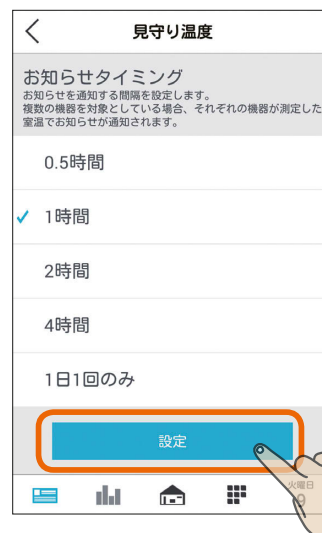 見守り温度
お知らせタイミング
お知らせを通知する間隔を設定します。
複数の機器を対象としている場合、それぞれの機器が測定した
室温でお知らせが通知されます。
0.5時間
1時間
2時間
4時間
1日1回のみ
設定
火曜日
9